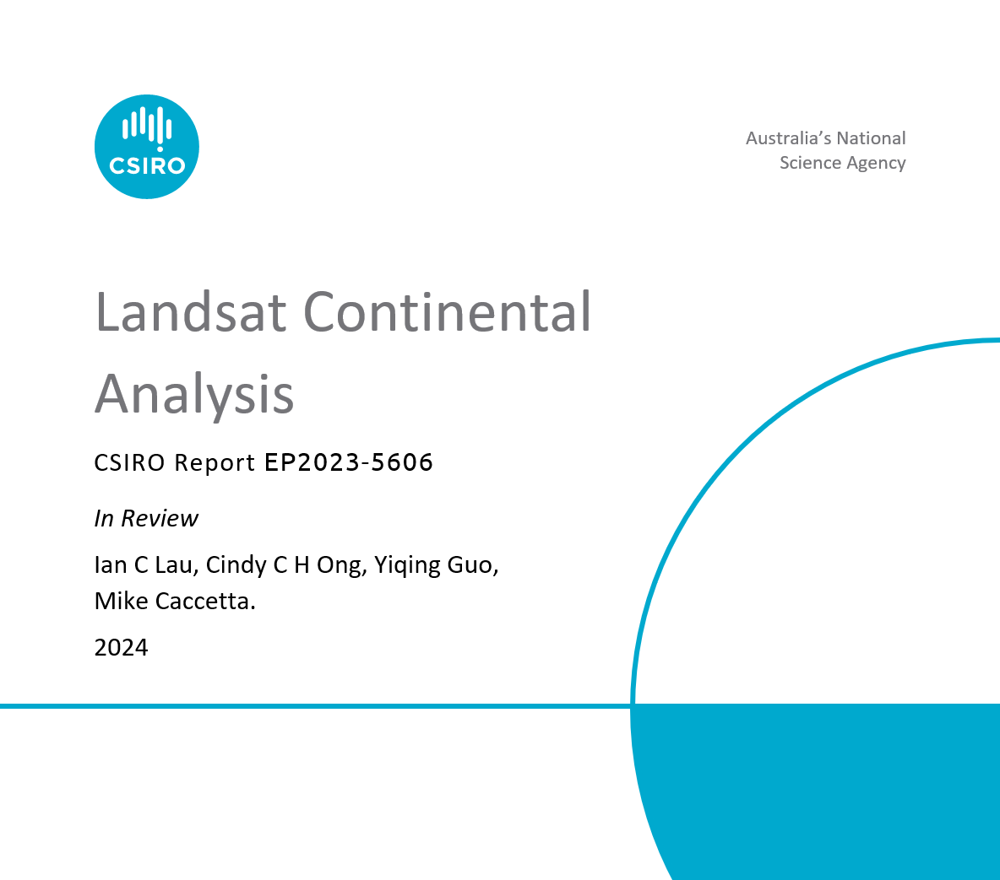 CSIRO
Australia’s National
Science Agency
Landsat Continental
Analysis
CSIRO Report EP2023-5606
In Review
Ian C Lau, Cindy C H Ong, Yiqing Guo,
Mike Caccetta.
2024